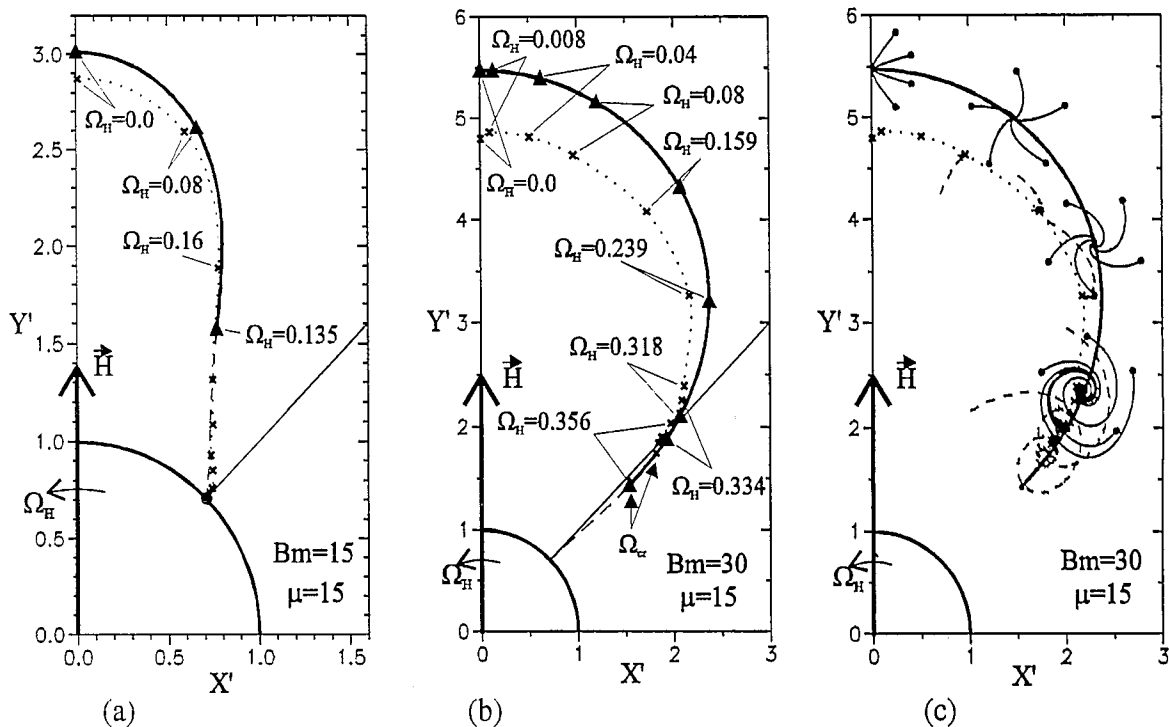 3.0
2.5
2.0
1.5
1.0
0.5
0.0
Y'
0.0
0.5
1.0
1.5
X'
Ω_H=0.0
Ω_H=0.08
Ω_H=0.16
Ω_H=0.135
H
Ω_H
Bm=15
μ=15
(a)
6
5
4
3
2
1
0
Y'
0
1
2
3
X'
Ω_H=0.008
Ω_H=0.04
Ω_H=0.08
Ω_H=0.159
Ω_H=0.0
Ω_H=0.239
Ω_H=0.318
Ω_H=0.356
Ω_H=0.334
Ω_cr
H
Ω_H
Bm=30
μ=15
(b)
6
5
4
3
2
1
0
Y'
0
1
2
3
X'
H
Ω_H
Bm=30
μ=15
(c)